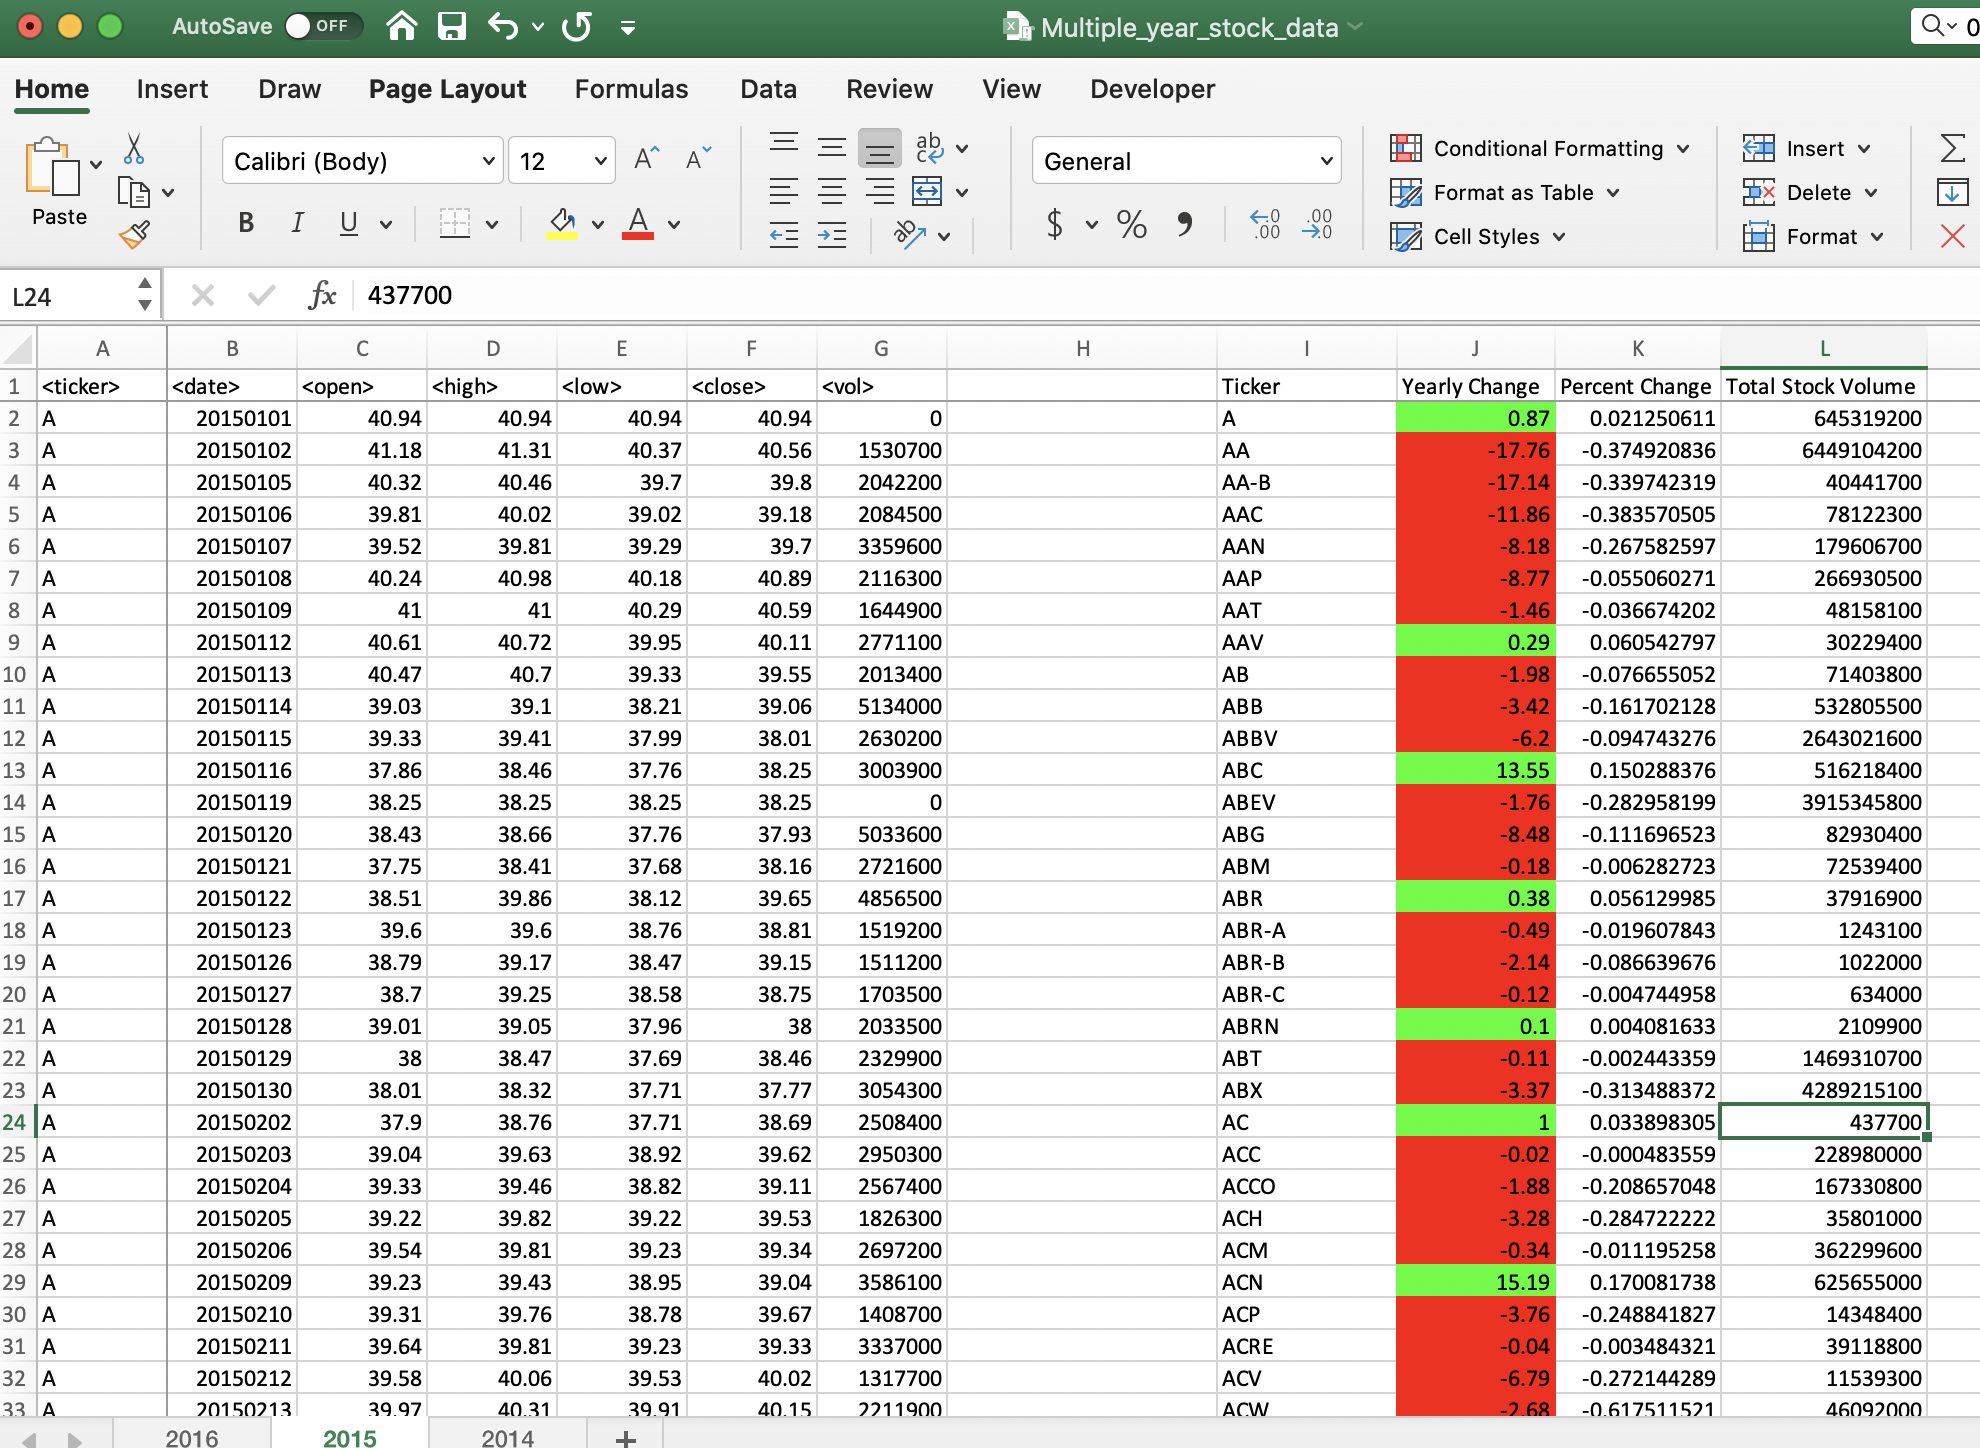 AutoSave OFF Multiple_year_stock_data
Home Insert Draw Page Layout Formulas Data Review View Developer
Paste Calibri (Body) 12 A A ab c General Conditional Formatting Insert
Format as Table Delete
B I U A ab $ % , .0 .00 .00 .0 Cell Styles Format
L24 fx 437700
A B C D E F G H I J K L
1 <ticker> <date> <open> <high> <low> <close> <vol> Ticker Yearly Change Percent Change Total Stock Volume
2 A 20150101 40.94 40.94 40.94 40.94 0 A 0.87 0.021250611 645319200
3 A 20150102 41.18 41.31 40.37 40.56 1530700 AA -17.76 -0.374920836 6449104200
4 A 20150105 40.32 40.46 39.7 39.8 2042200 AA-B -17.14 -0.339742319 40441700
5 A 20150106 39.81 40.02 39.02 39.18 2084500 AAC -11.86 -0.383570505 78122300
6 A 20150107 39.52 39.81 39.29 39.7 3359600 AAN -8.18 -0.267582597 179606700
7 A 20150108 40.24 40.98 40.18 40.89 2116300 AAP -8.77 -0.055060271 266930500
8 A 20150109 41 41 40.29 40.59 1644900 AAT -1.46 -0.036674202 48158100
9 A 20150112 40.61 40.72 39.95 40.11 2771100 AAV 0.29 0.060542797 30229400
10 A 20150113 40.47 40.7 39.33 39.55 2013400 AB -1.98 -0.076655052 71403800
11 A 20150114 39.03 39.1 38.21 39.06 5134000 ABB -3.42 -0.161702128 532805500
12 A 20150115 39.33 39.41 37.99 38.01 2630200 ABBV -6.2 -0.094743276 2643021600
13 A 20150116 37.86 38.46 37.76 38.25 3003900 ABC 13.55 0.150288376 516218400
14 A 20150119 38.25 38.25 38.25 38.25 0 ABEV -1.76 -0.282958199 3915345800
15 A 20150120 38.43 38.66 37.76 37.93 5033600 ABG -8.48 -0.111696523 82930400
16 A 20150121 37.75 38.41 37.68 38.16 2721600 ABM -0.18 -0.006282723 72539400
17 A 20150122 38.51 39.86 38.12 39.65 4856500 ABR 0.38 0.056129985 37916900
18 A 20150123 39.6 39.6 38.76 38.81 1519200 ABR-A -0.49 -0.019607843 1243100
19 A 20150126 38.79 39.17 38.47 39.15 1511200 ABR-B -2.14 -0.086639676 1022000
20 A 20150127 38.7 39.25 38.58 38.75 1703500 ABR-C -0.12 -0.004744958 634000
21 A 20150128 39.01 39.05 37.96 38 2033500 ABRN 0.1 0.004081633 2109900
22 A 20150129 38 38.47 37.69 38.46 2329900 ABT -0.11 -0.002443359 1469310700
23 A 20150130 38.01 38.32 37.71 37.77 3054300 ABX -3.37 -0.313488372 4289215100
24 A 20150202 37.9 38.76 37.71 38.69 2508400 AC 1 0.033898305 437700
25 A 20150203 39.04 39.63 38.92 39.62 2950300 ACC -0.02 -0.000483559 228980000
26 A 20150204 39.33 39.46 38.82 39.11 2567400 ACCO -1.88 -0.208657048 167330800
27 A 20150205 39.22 39.82 39.22 39.53 1826300 ACH -3.28 -0.284722222 35801000
28 A 20150206 39.54 39.81 39.23 39.34 2697200 ACM -0.34 -0.011195258 362299600
29 A 20150209 39.23 39.43 38.95 39.04 3586100 ACN 15.19 0.170081738 625655000
30 A 20150210 39.31 39.76 38.78 39.67 1408700 ACP -3.76 -0.248841827 14348400
31 A 20150211 39.64 39.81 39.23 39.33 3337000 ACRE -0.04 -0.003484321 39118800
32 A 20150212 39.58 40.06 39.53 40.02 1317700 ACV -6.79 -0.272144289 11539300
33 A 20150213 39.97 40.31 39.91 40.15 2211900 ACW -2.68 -0.617511521 46092000
2016 2015 2014 +